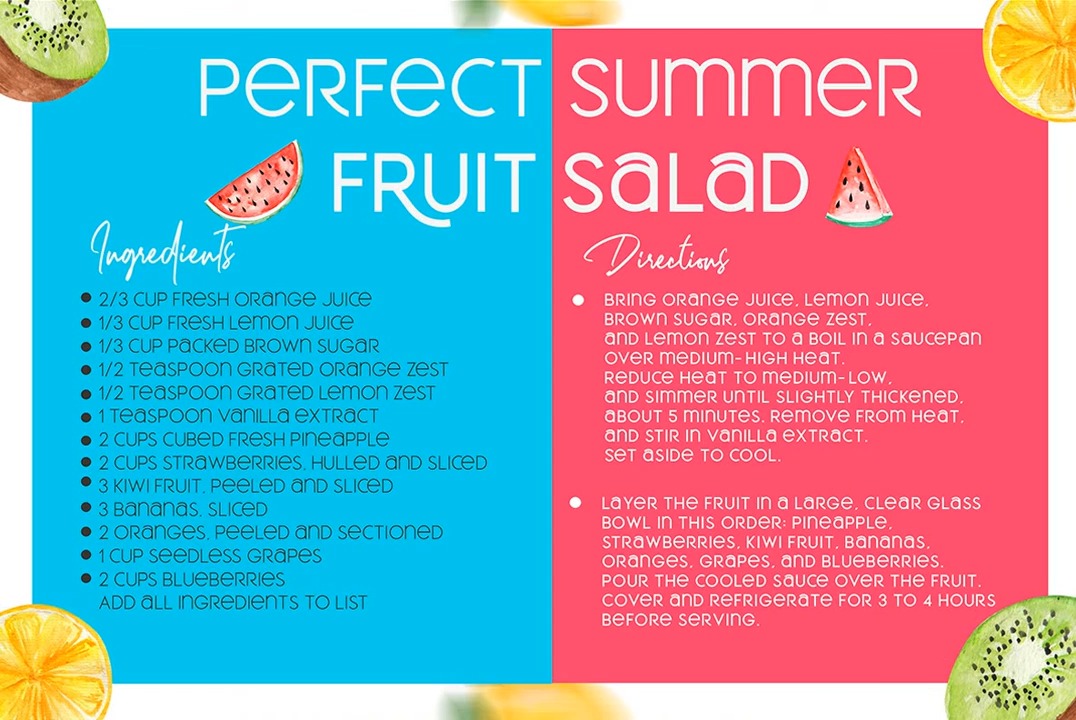 PERFECT SUMMER
FRUIT SALAD
Ingredients
2/3 CUP FRESH ORANGE JUICE
1/3 CUP FRESH LEMON JUICE
1/3 CUP PACKED BROWN SUGAR
1/2 TEASPOON GRATED ORANGE ZEST
1/2 TEASPOON GRATED LEMON ZEST
1 TEASPOON VANILLA EXTRACT
2 CUPS CUBED FRESH PINEAPPLE
2 CUPS STRAWBERRIES, HULLED AND SLICED
3 KIWI FRUIT, PEELED AND SLICED
3 BANANAS, SLICED
2 ORANGES, PEELED AND SECTIONED
1 CUP SEEDLESS GRAPES
2 CUPS BLUEBERRIES
ADD ALL INGREDIENTS TO LIST
Directions
BRING ORANGE JUICE, LEMON JUICE,
BROWN SUGAR, ORANGE ZEST,
AND LEMON ZEST TO A BOIL IN A SAUCEPAN
OVER MEDIUM-HIGH HEAT.
REDUCE HEAT TO MEDIUM-LOW,
AND SIMMER UNTIL SLIGHTLY THICKENED,
ABOUT 5 MINUTES. REMOVE FROM HEAT,
AND STIR IN VANILLA EXTRACT.
SET ASIDE TO COOL.
LAYER THE FRUIT IN A LARGE, CLEAR GLASS
BOWL IN THIS ORDER: PINEAPPLE,
STRAWBERRIES, KIWI FRUIT, BANANAS,
ORANGES, GRAPES, AND BLUEBERRIES.
POUR THE COOLED SAUCE OVER THE FRUIT.
COVER AND REFRIGERATE FOR 3 TO 4 HOURS
BEFORE SERVING.